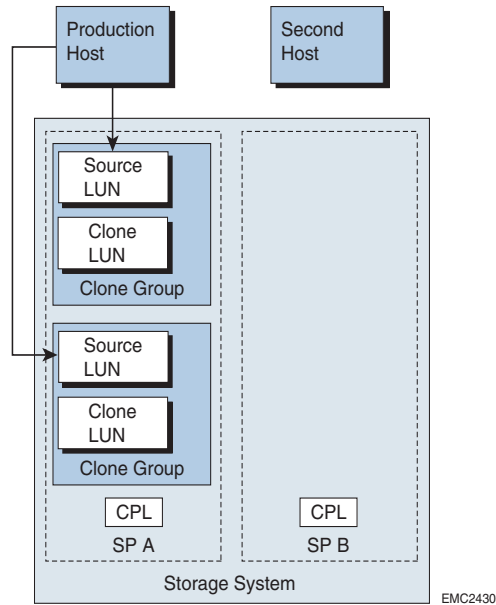 Production
Host
Second
Host
Source
LUN
Clone
LUN
Clone Group
Source
LUN
Clone
LUN
Clone Group
CPL
SP A
CPL
SP B
Storage System
EMC2430